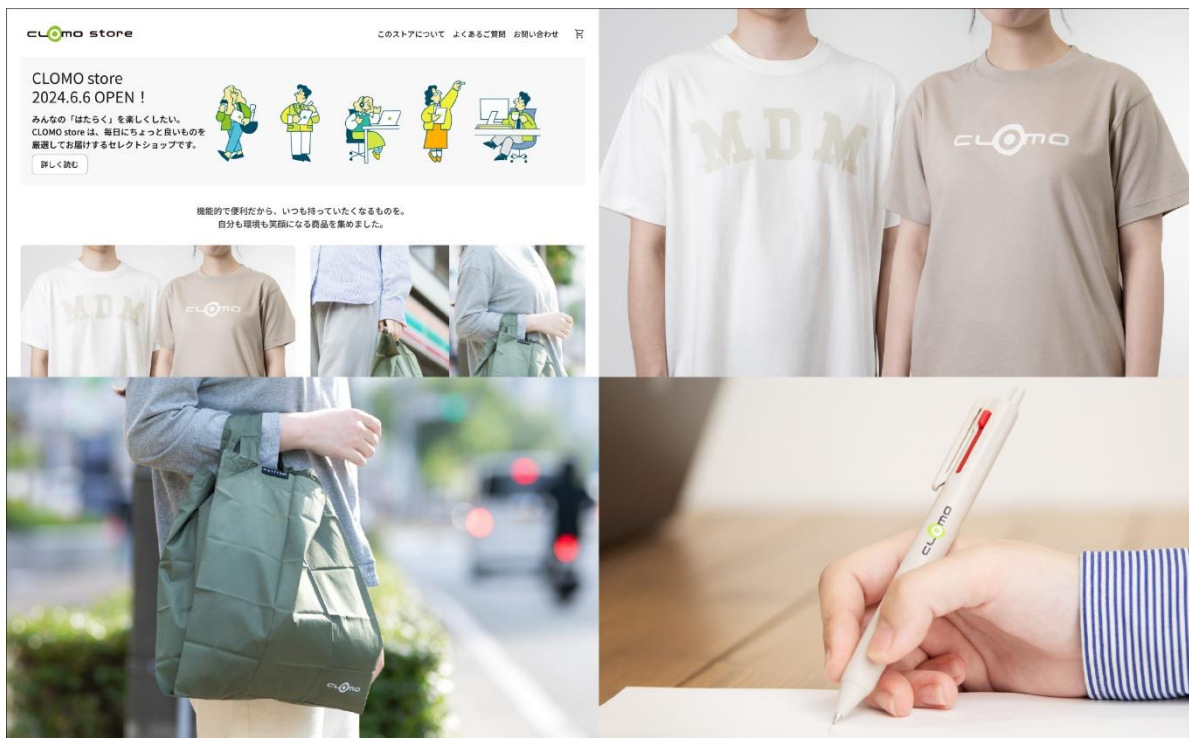 CLOMO store
このストアについて よくあるご質問 お問い合わせ
CLOMO store
2024.6.6 OPEN！
みんなの「はたらく」を楽しくしたい。
CLOMO store は、毎日にちょっと良いものを
厳選してお届けするセレクトショップです。
詳しく読む
機能的で便利だから、いつも持っていたくなるものを。
自分も環境も笑顔になる商品を集めました。
MDM
CLOMO
MDM
CLOMO
CLOMO
CLOMO